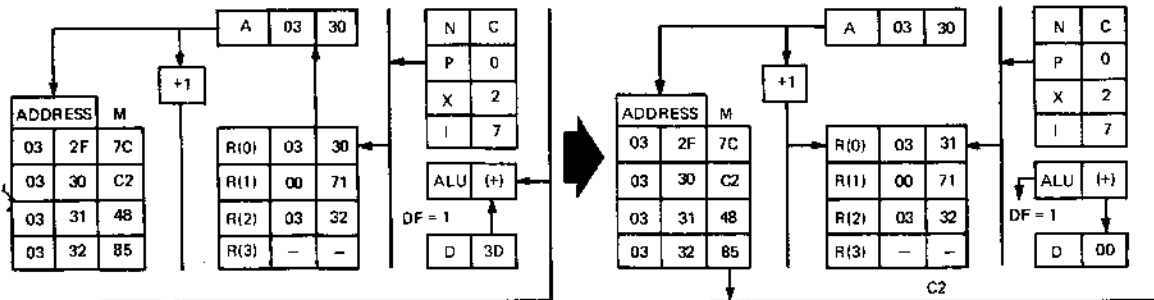 A 03 30
N C
P 0
X 2
I 7
+1
ADDRESS M
03 2F 7C
03 30 C2
03 31 48
03 32 85
R(0) 03 30
R(1) 00 71
R(2) 03 32
R(3) – –
ALU (+)
DF = 1
D 3D
A 03 30
N C
P 0
X 2
I 7
+1
ADDRESS M
03 2F 7C
03 30 C2
03 31 48
03 32 85
R(0) 03 31
R(1) 00 71
R(2) 03 32
R(3) – –
ALU (+)
DF = 1
D 00
C2